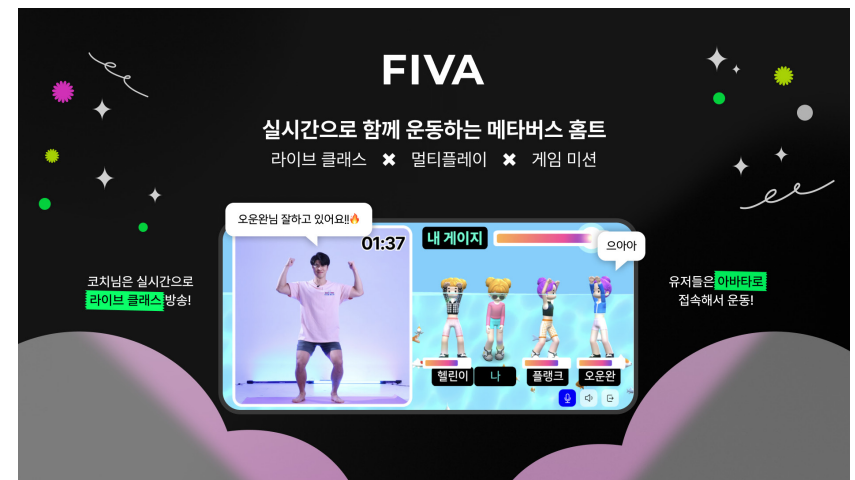 FIVA
실시간으로 함께 운동하는 메타버스 홈트
라이브 클래스 ✖ 멀티플레이 ✖ 게임 미션
오운완님 잘하고 있어요!!🔥
01:37
내 게이지
으아아
코치님은 실시간으로
라이브 클래스 방송!
유저들은 아바타로
접속해서 운동!
헬린이
나
플랭크
오운완